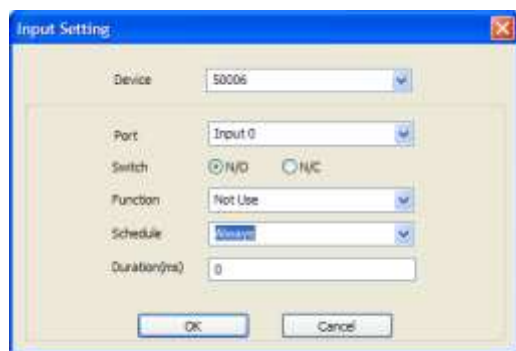 Input Setting
Device 50006
Port Input 0
Switch N/O N/C
Function Not Use
Schedule Always
Duration(ms) 0
OK Cancel